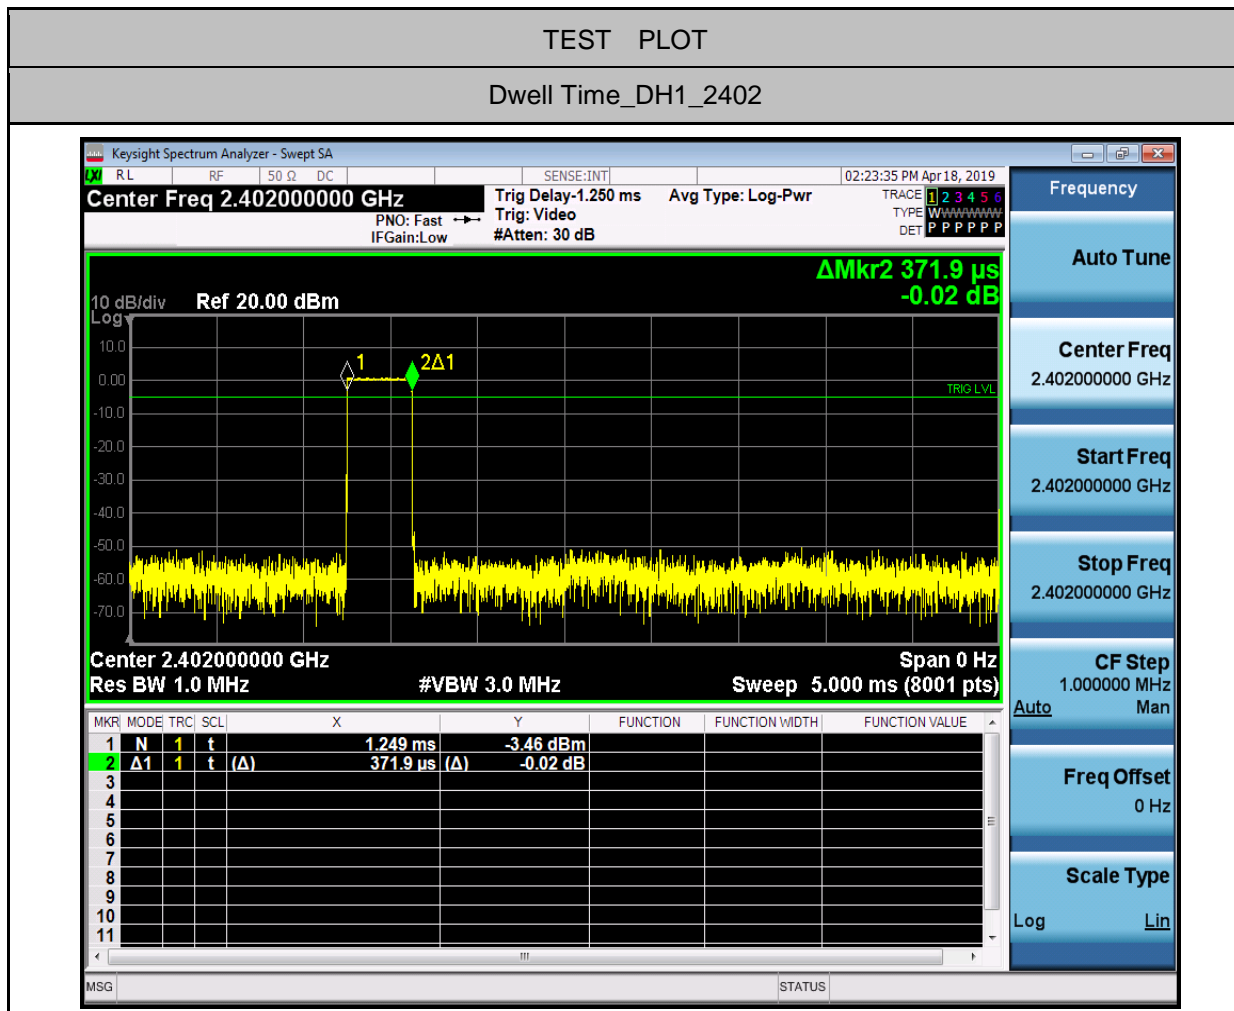 TEST PLOT
Dwell Time_DH1_2402
Keysight Spectrum Analyzer - Swept SA
LXI RL RF 50 Ω DC SENSE:INT 02:23:35 PM Apr 18, 2019
Center Freq 2.402000000 GHz
Trig Delay-1.250 ms Avg Type: Log-Pwr
TRACE 1 2 3 4 5 6
PNO: Fast Trig: Video
TYPE WWWWWW
IFGain:Low #Atten: 30 dB
DET P P P P P P
ΔMkr2 371.9 µs
-0.02 dB
10 dB/div Ref 20.00 dBm
Log
10.0
0.00
-10.0
-20.0
-30.0
-40.0
-50.0
-60.0
-70.0
1
2Δ1
TRIG LVL
Center 2.402000000 GHz Span 0 Hz
Res BW 1.0 MHz #VBW 3.0 MHz Sweep 5.000 ms (8001 pts)
MKR MODE TRC SCL X Y FUNCTION FUNCTION WIDTH FUNCTION VALUE
1 N 1 t 1.249 ms -3.46 dBm
2 Δ1 1 t (Δ) 371.9 µs (Δ) -0.02 dB
3
4
5
6
7
8
9
10
11
MSG STATUS
Frequency
Auto Tune
Center Freq
2.402000000 GHz
Start Freq
2.402000000 GHz
Stop Freq
2.402000000 GHz
CF Step
1.000000 MHz
Auto Man
Freq Offset
0 Hz
Scale Type
Log Lin